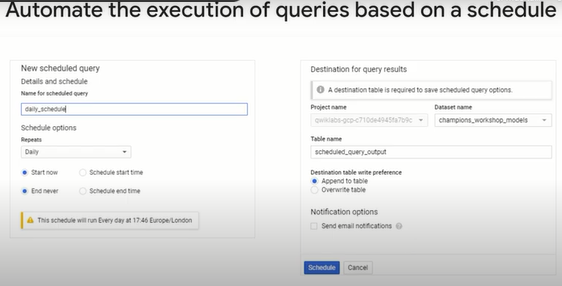 Automate the execution of queries based on a schedule
New scheduled query
Details and schedule
Name for scheduled query
daily_schedule
Schedule options
Repeats
Daily
Start now
Schedule start time
End never
Schedule end time
This schedule will run Every day at 17:46 Europe/London
Destination for query results
A destination table is required to save scheduled query options.
Project name
Dataset name
champions_workshop_models
Table name
scheduled_query_output
Destination table write preference
Append to table
Overwrite table
Notification options
Send email notifications
Schedule
Cancel